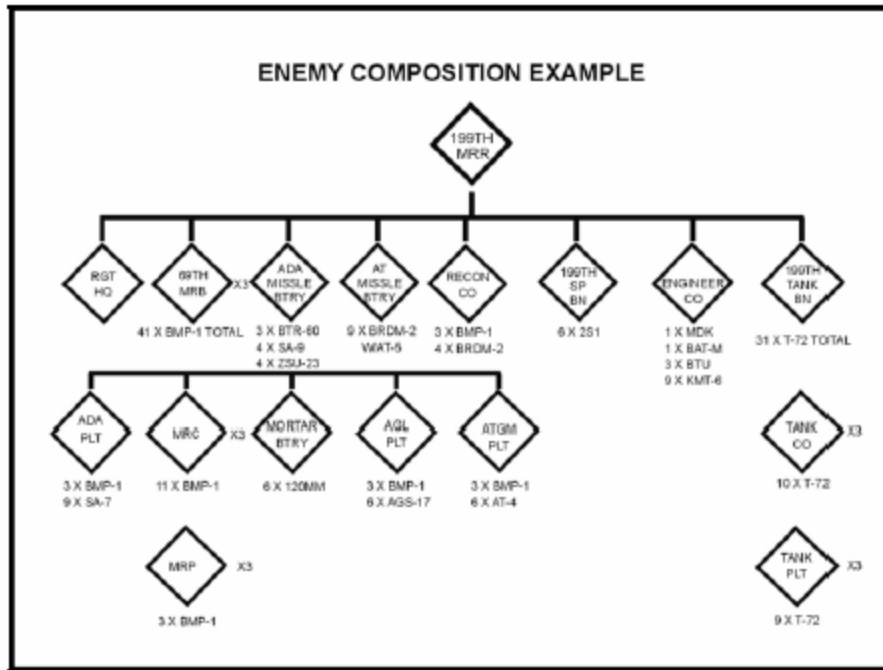 ENEMY COMPOSITION EXAMPLE
199TH
MRR
RGT
HQ
69TH
MRB
X3
ADA
MISSLE
BTRY
AT
MISSLE
BTRY
RECON
CO
199TH
SP
BN
ENGINEER
CO
199TH
TANK
BN
41 X BMP-1 TOTAL
3 X BTR-60
4 X SA-9
4 X ZSU-23
9 X BRDM-2
W/AT-5
3 X BMP-1
4 X BRDM-2
6 X 2S1
1 X MDK
1 X BAT-M
3 X BTU
9 X KMT-6
31 X T-72 TOTAL
ADA
PLT
MRC
X3
MORTAR
BTRY
AGL
PLT
ATGM
PLT
TANK
CO
X3
3 X BMP-1
9 X SA-7
11 X BMP-1
6 X 120MM
3 X BMP-1
6 X AGS-17
3 X BMP-1
6 X AT-4
10 X T-72
MRP
X3
TANK
PLT
X3
3 X BMP-1
9 X T-72